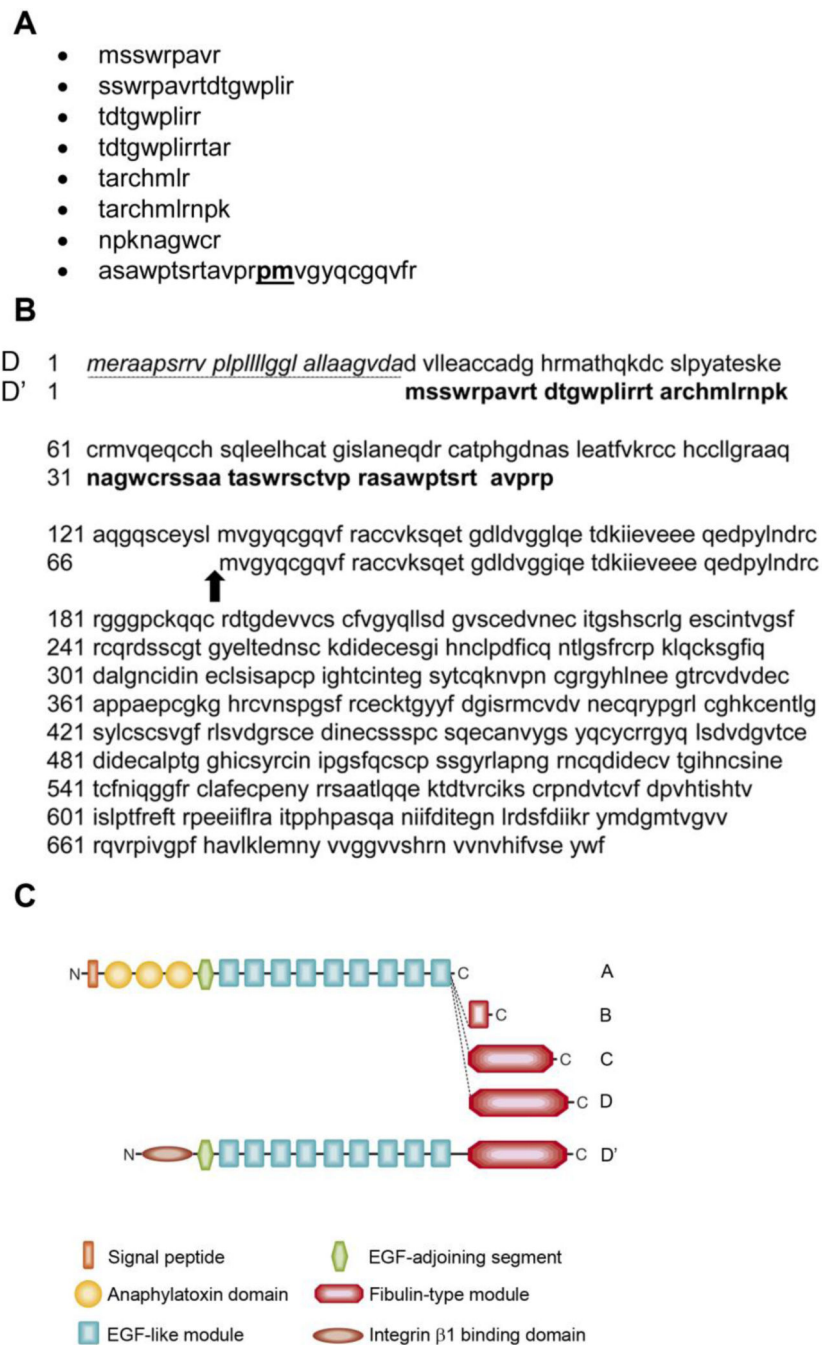 A
• msswrpavr
• sswrpavrtdtgwplir
• tdtgwplirr
• tdtgwplirrtar
• tarchmlr
• tarchmlrnpk
• npknagwcr
• asawptsrtavprpmvgyqcgqvfr
B
D 1 meraapsrrv plpllllggl allaagvdad vlleaccadg hrmathqkdc slpyateske
D' 1 msswrpavrt dtgwplirrt archmlrnpk
61 crmvqeqcch sqleelhcat gislaneqdr catphgdnas leatfvkrcc hccllgraaq
31 nagwcrssaa taswrsctvp rasawptsrt avprp
121 aqgqsceysl mvgyqcgqvf raccvksqet gdldvgglqe tdkiieveee qedpylndrc
66 mvgyqcgqvf raccvksqet gdldvggiqe tdkiieveee qedpylndrc
181 rgggpckqqc rdtgdevvcs cfvgyqllsd gvscedvnec itgshscrlg escintvgsf
241 rcqrdsscgt gyeltednsc kdidecesgi hnclpdficq ntlgsfrcrp klqcksgfiq
301 dalgncidin eclsisapcp ightcinteg sytcqknvpn cgrgyhlnee gtrcvdvdec
361 appaepcgkg hrcvnspgsf rcecktgyyf dgisrmcvdv necqrypgrl cghkcentlg
421 sylcscsvgf rlsvdgrsce dinecssspc sqecanvygs yqcycrrgyq lsdvdgvtce
481 didecalptg ghicsyrcin ipgsfqcscp ssgyrlapng rncqdidecv tgihncsine
541 tcfniqggfr clafecpeny rrsaatlqqe ktdtvrciks crpndvtcvf dpvhtishtv
601 islptfreft rpeeiiflra itpphpasqa niifditegn lrdsfdiikr ymdgmtvgvv
661 rqvrpivgpf havlklemny vvggvvshrn vvnvhifvse ywf
C
N C A
C B
C C
C D
N C D'
Signal peptide EGF-adjoining segment
Anaphylatoxin domain Fibulin-type module
EGF-like module Integrin β1 binding domain